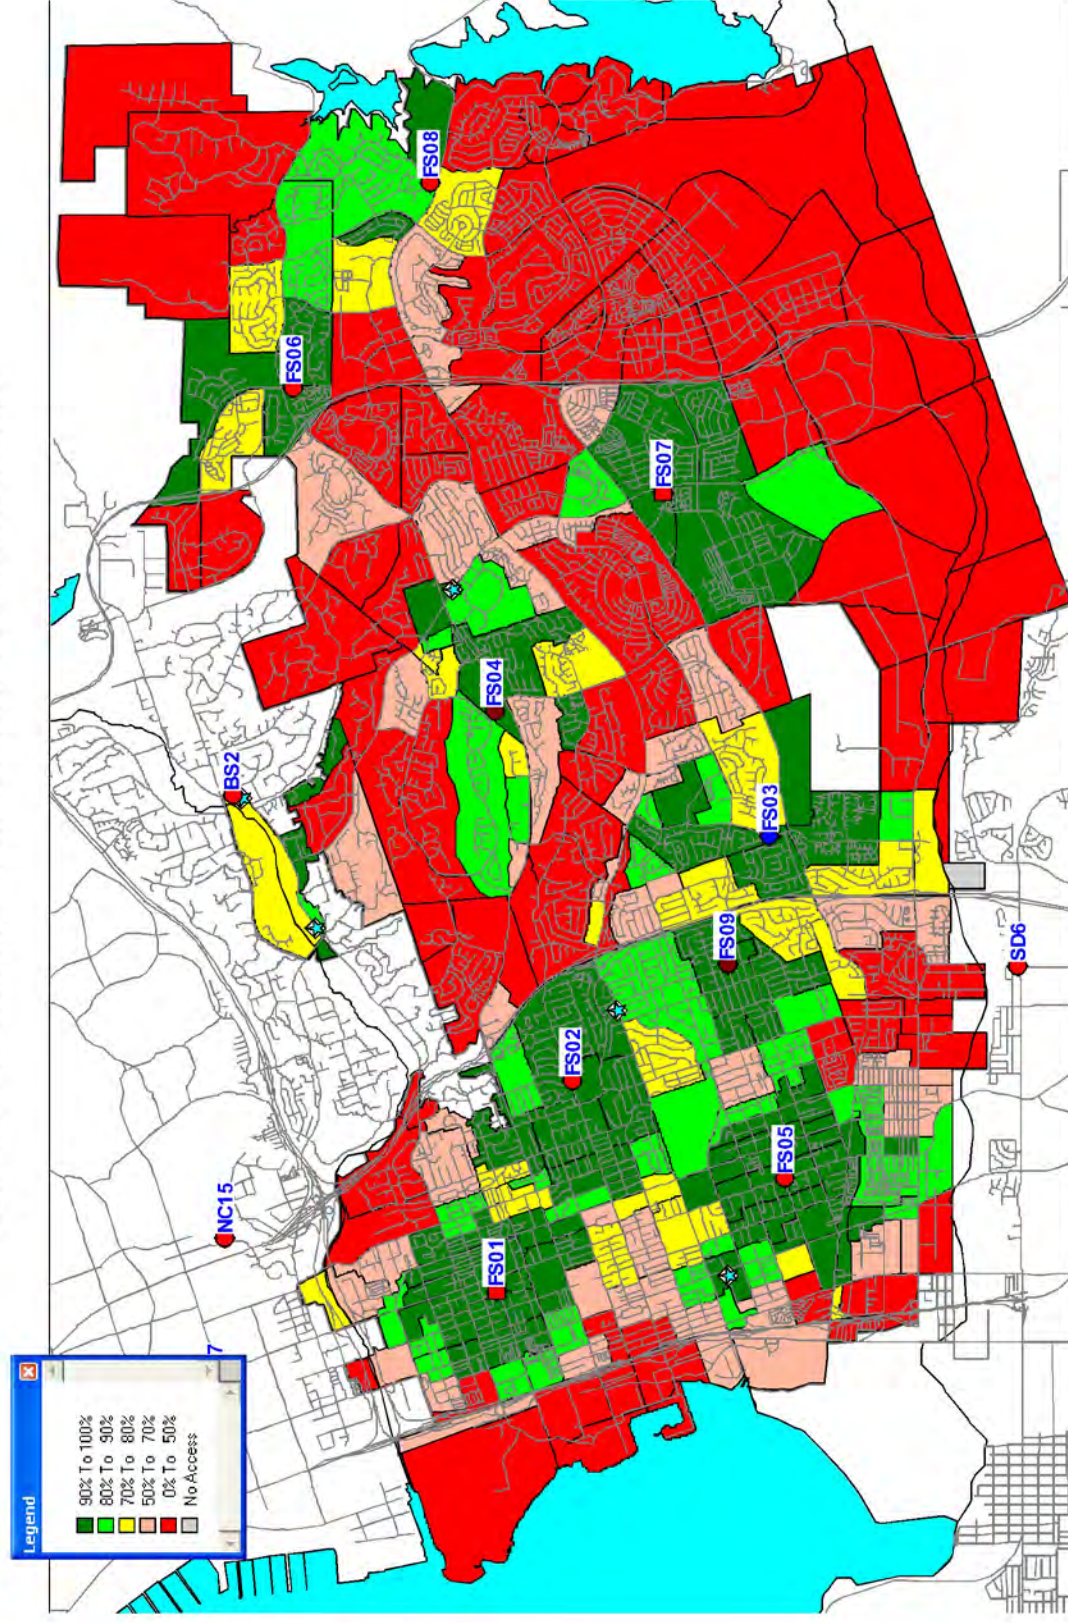 Legend
90% To 100%
80% To 90%
70% To 80%
50% To 70%
0% To 50%
No Access
7
NC15
BS2
FS06
FS08
FS01
FS02
FS04
FS07
FS05
FS09
FS03
SD6